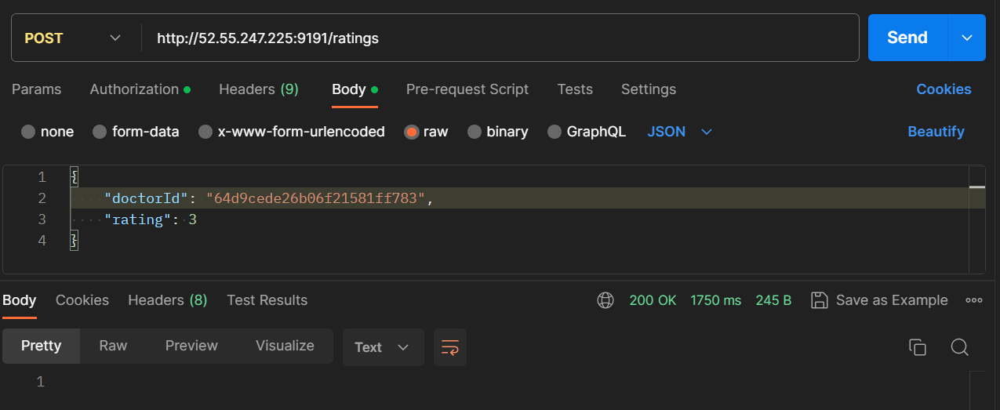 POST http://52.55.247.225:9191/ratings Send
Params Authorization Headers (9) Body Pre-request Script Tests Settings Cookies
none form-data x-www-form-urlencoded raw binary GraphQL JSON Beautify
1 {
2 "doctorId": "64d9cede26b06f21581ff783",
3 "rating": 3
4 }
Body Cookies Headers (8) Test Results 200 OK 1750 ms 245 B Save as Example
Pretty Raw Preview Visualize Text
1